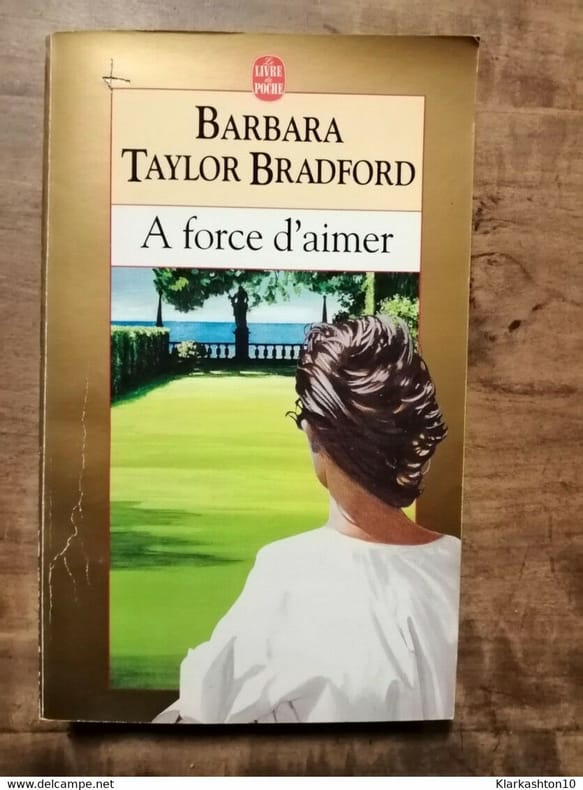 Le
LIVRE
de
POCHE
BARBARA
TAYLOR BRADFORD
A force d'aimer
www.delcampe.net
Klarkashton10